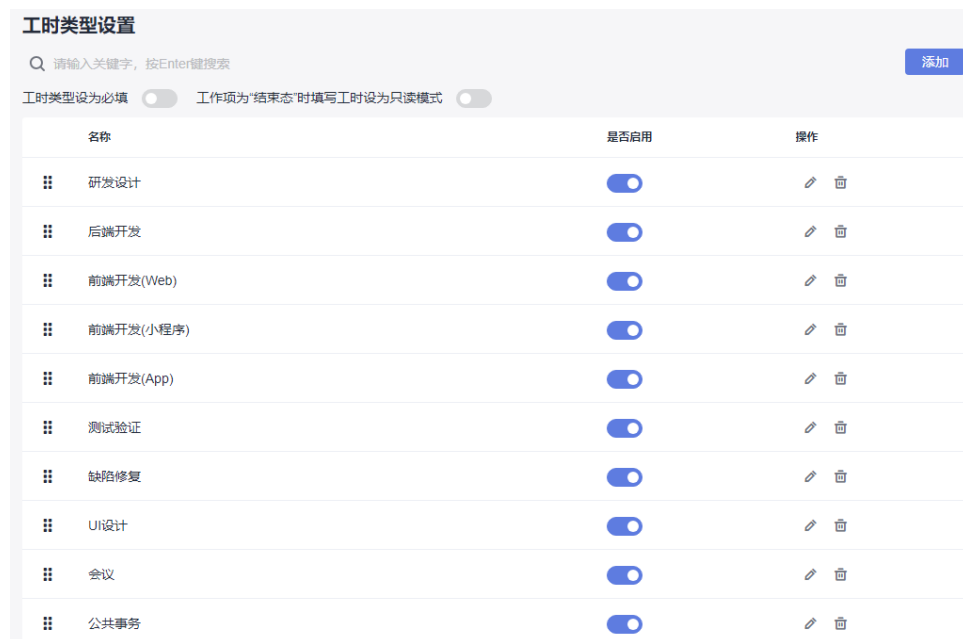 工时类型设置
请输入关键字，按Enter键搜索
添加
工时类型设为必填 工作项为“结束态”时填写工时设为只读模式
名称 是否启用 操作
研发设计
后端开发
前端开发(Web)
前端开发(小程序)
前端开发(App)
测试验证
缺陷修复
UI设计
会议
公共事务